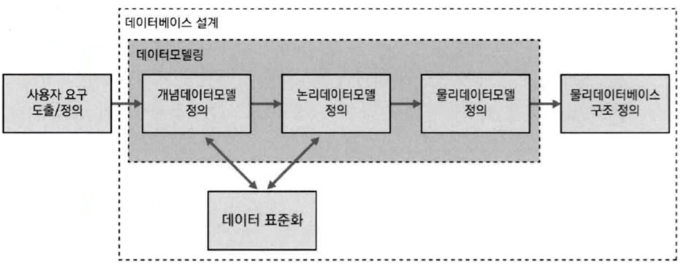 데이터베이스 설계
데이터모델링
사용자 요구
도출/정의
개념데이터모델
정의
논리데이터모델
정의
물리데이터모델
정의
물리데이터베이스
구조 정의
데이터 표준화